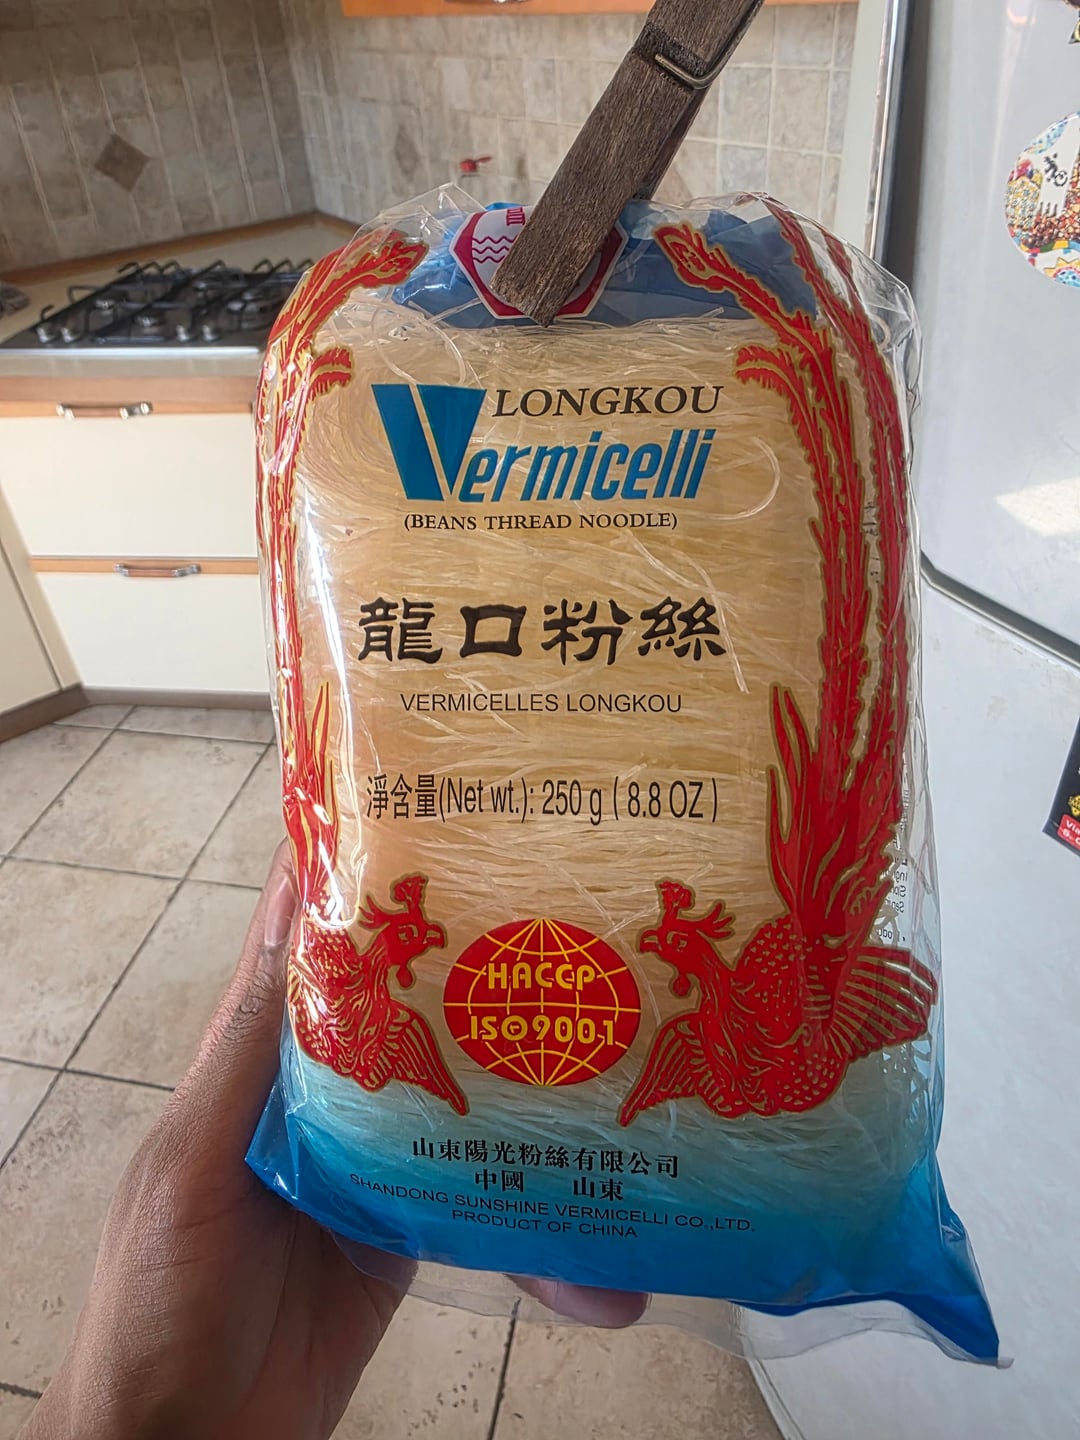 LONGKOU
Vermicelli
(BEANS THREAD NOODLE)
龍口粉絲
VERMICELLES LONGKOU
淨含量(Net wt.): 250 g ( 8.8 OZ )
HACCP
ISO9001
山東陽光粉絲有限公司
中國 山東
SHANDONG SUNSHINE VERMICELLI CO.,LTD.
PRODUCT OF CHINA